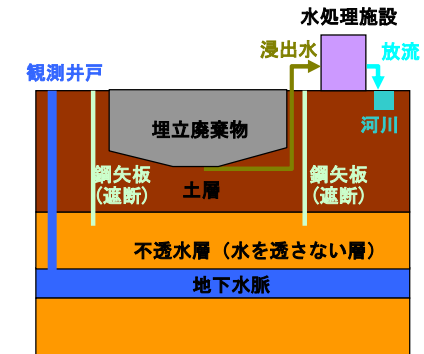 水処理施設
浸出水
放流
観測井戸
河川
埋立廃棄物
鋼矢板
(遮断)
鋼矢板
(遮断)
土層
不透水層（水を透さない層）
地下水脈